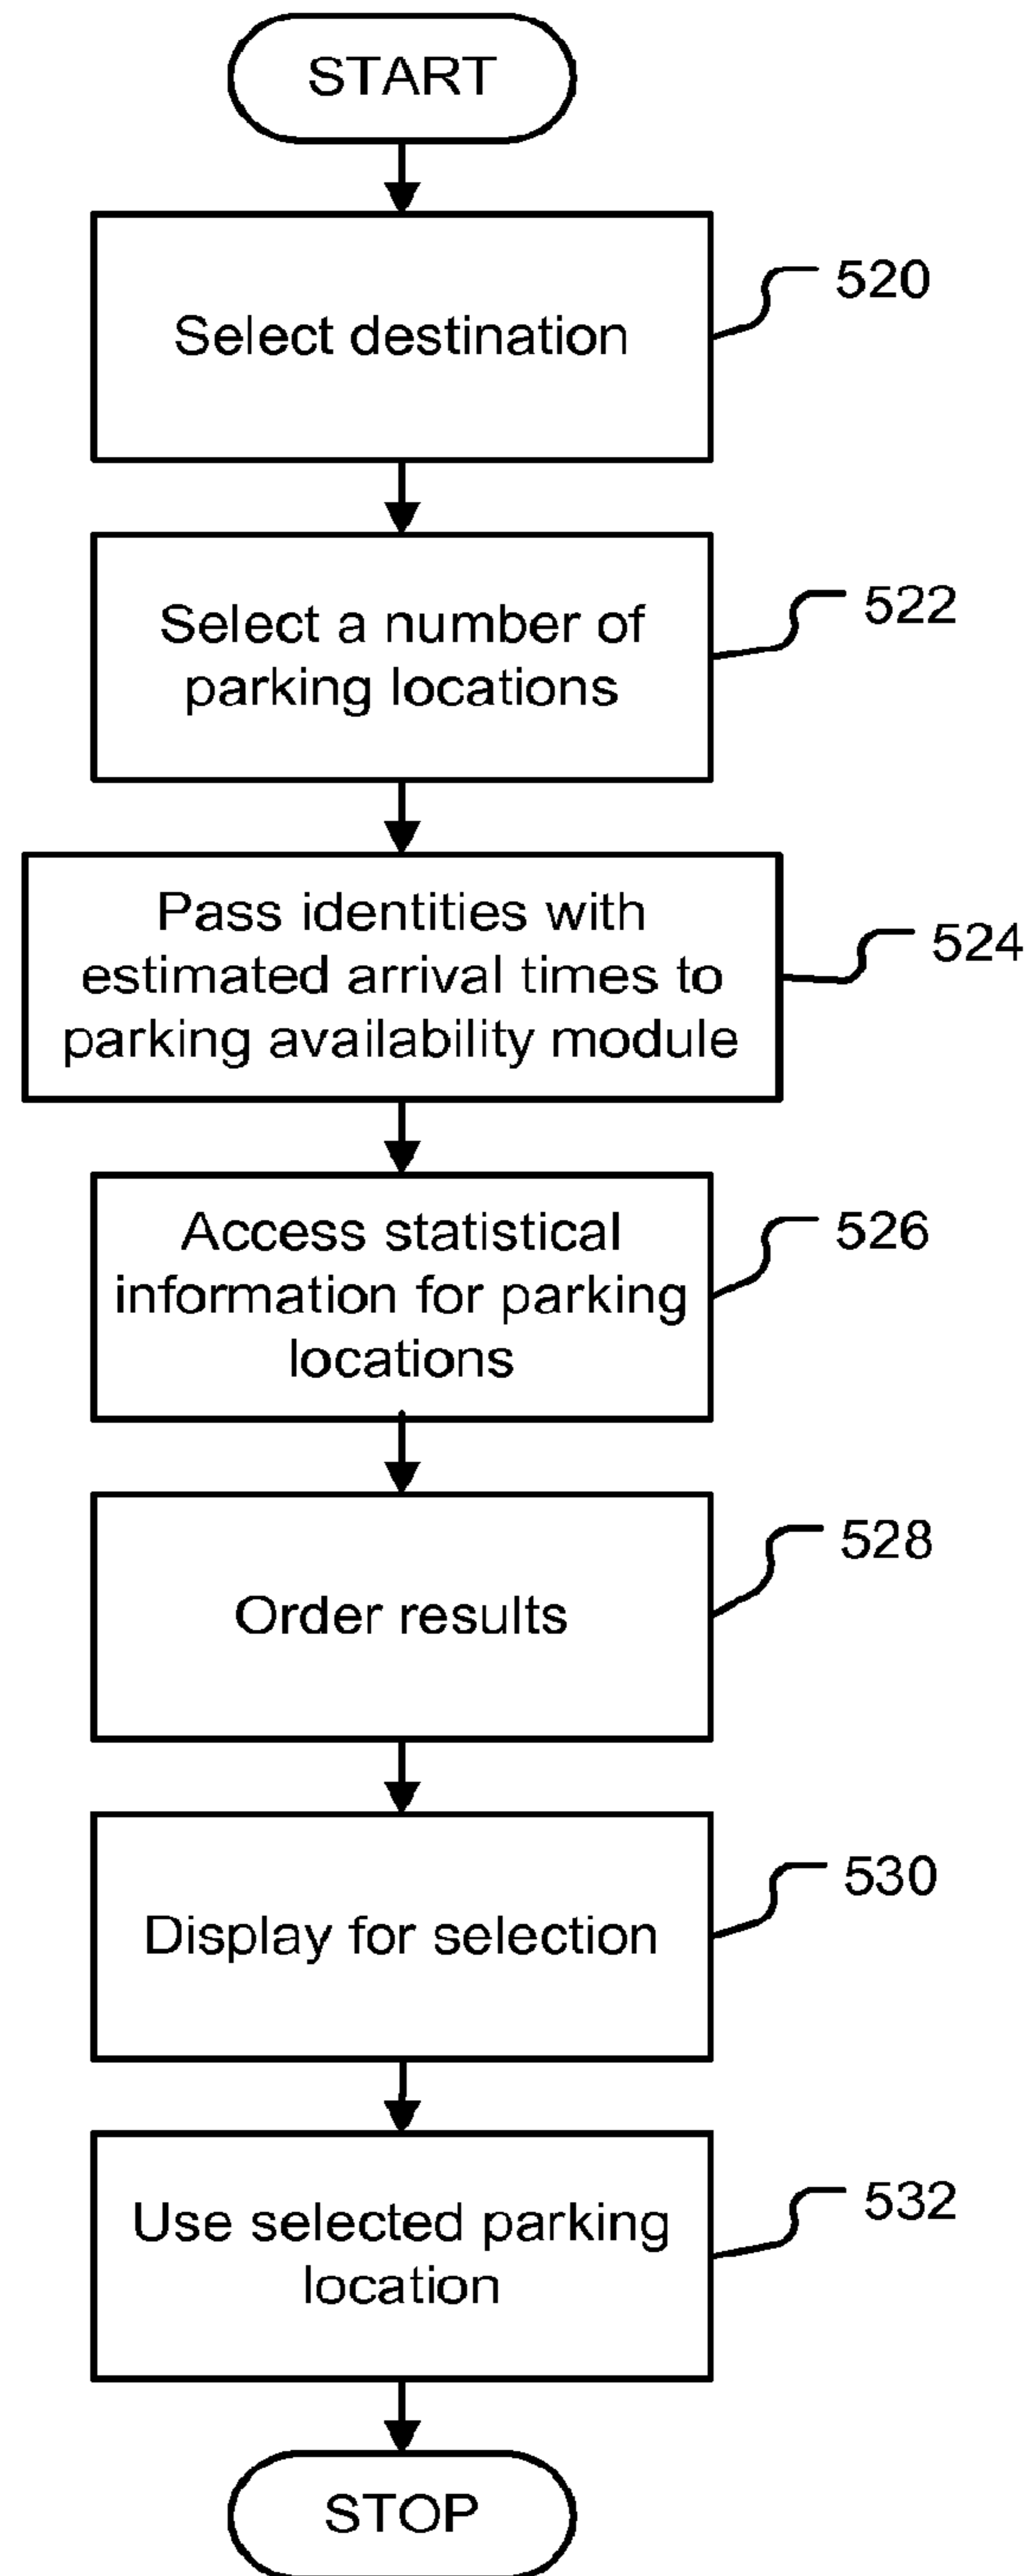 START
Select destination
520
Select a number of
parking locations
522
Pass identities with
estimated arrival times to
parking availability module
524
Access statistical
information for parking
locations
526
Order results
528
Display for selection
530
Use selected parking
location
532
STOP